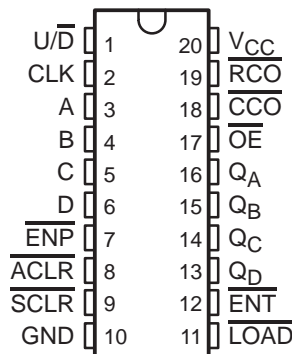 U/D̅ 1 20 VCC
CLK 2 19 R̅C̅O̅
A 3 18 C̅C̅O̅
B 4 17 O̅E̅
C 5 16 QA
D 6 15 QB
E̅N̅P̅ 7 14 QC
A̅C̅L̅R̅ 8 13 QD
S̅C̅L̅R̅ 9 12 E̅N̅T̅
GND 10 11 L̅O̅A̅D̅